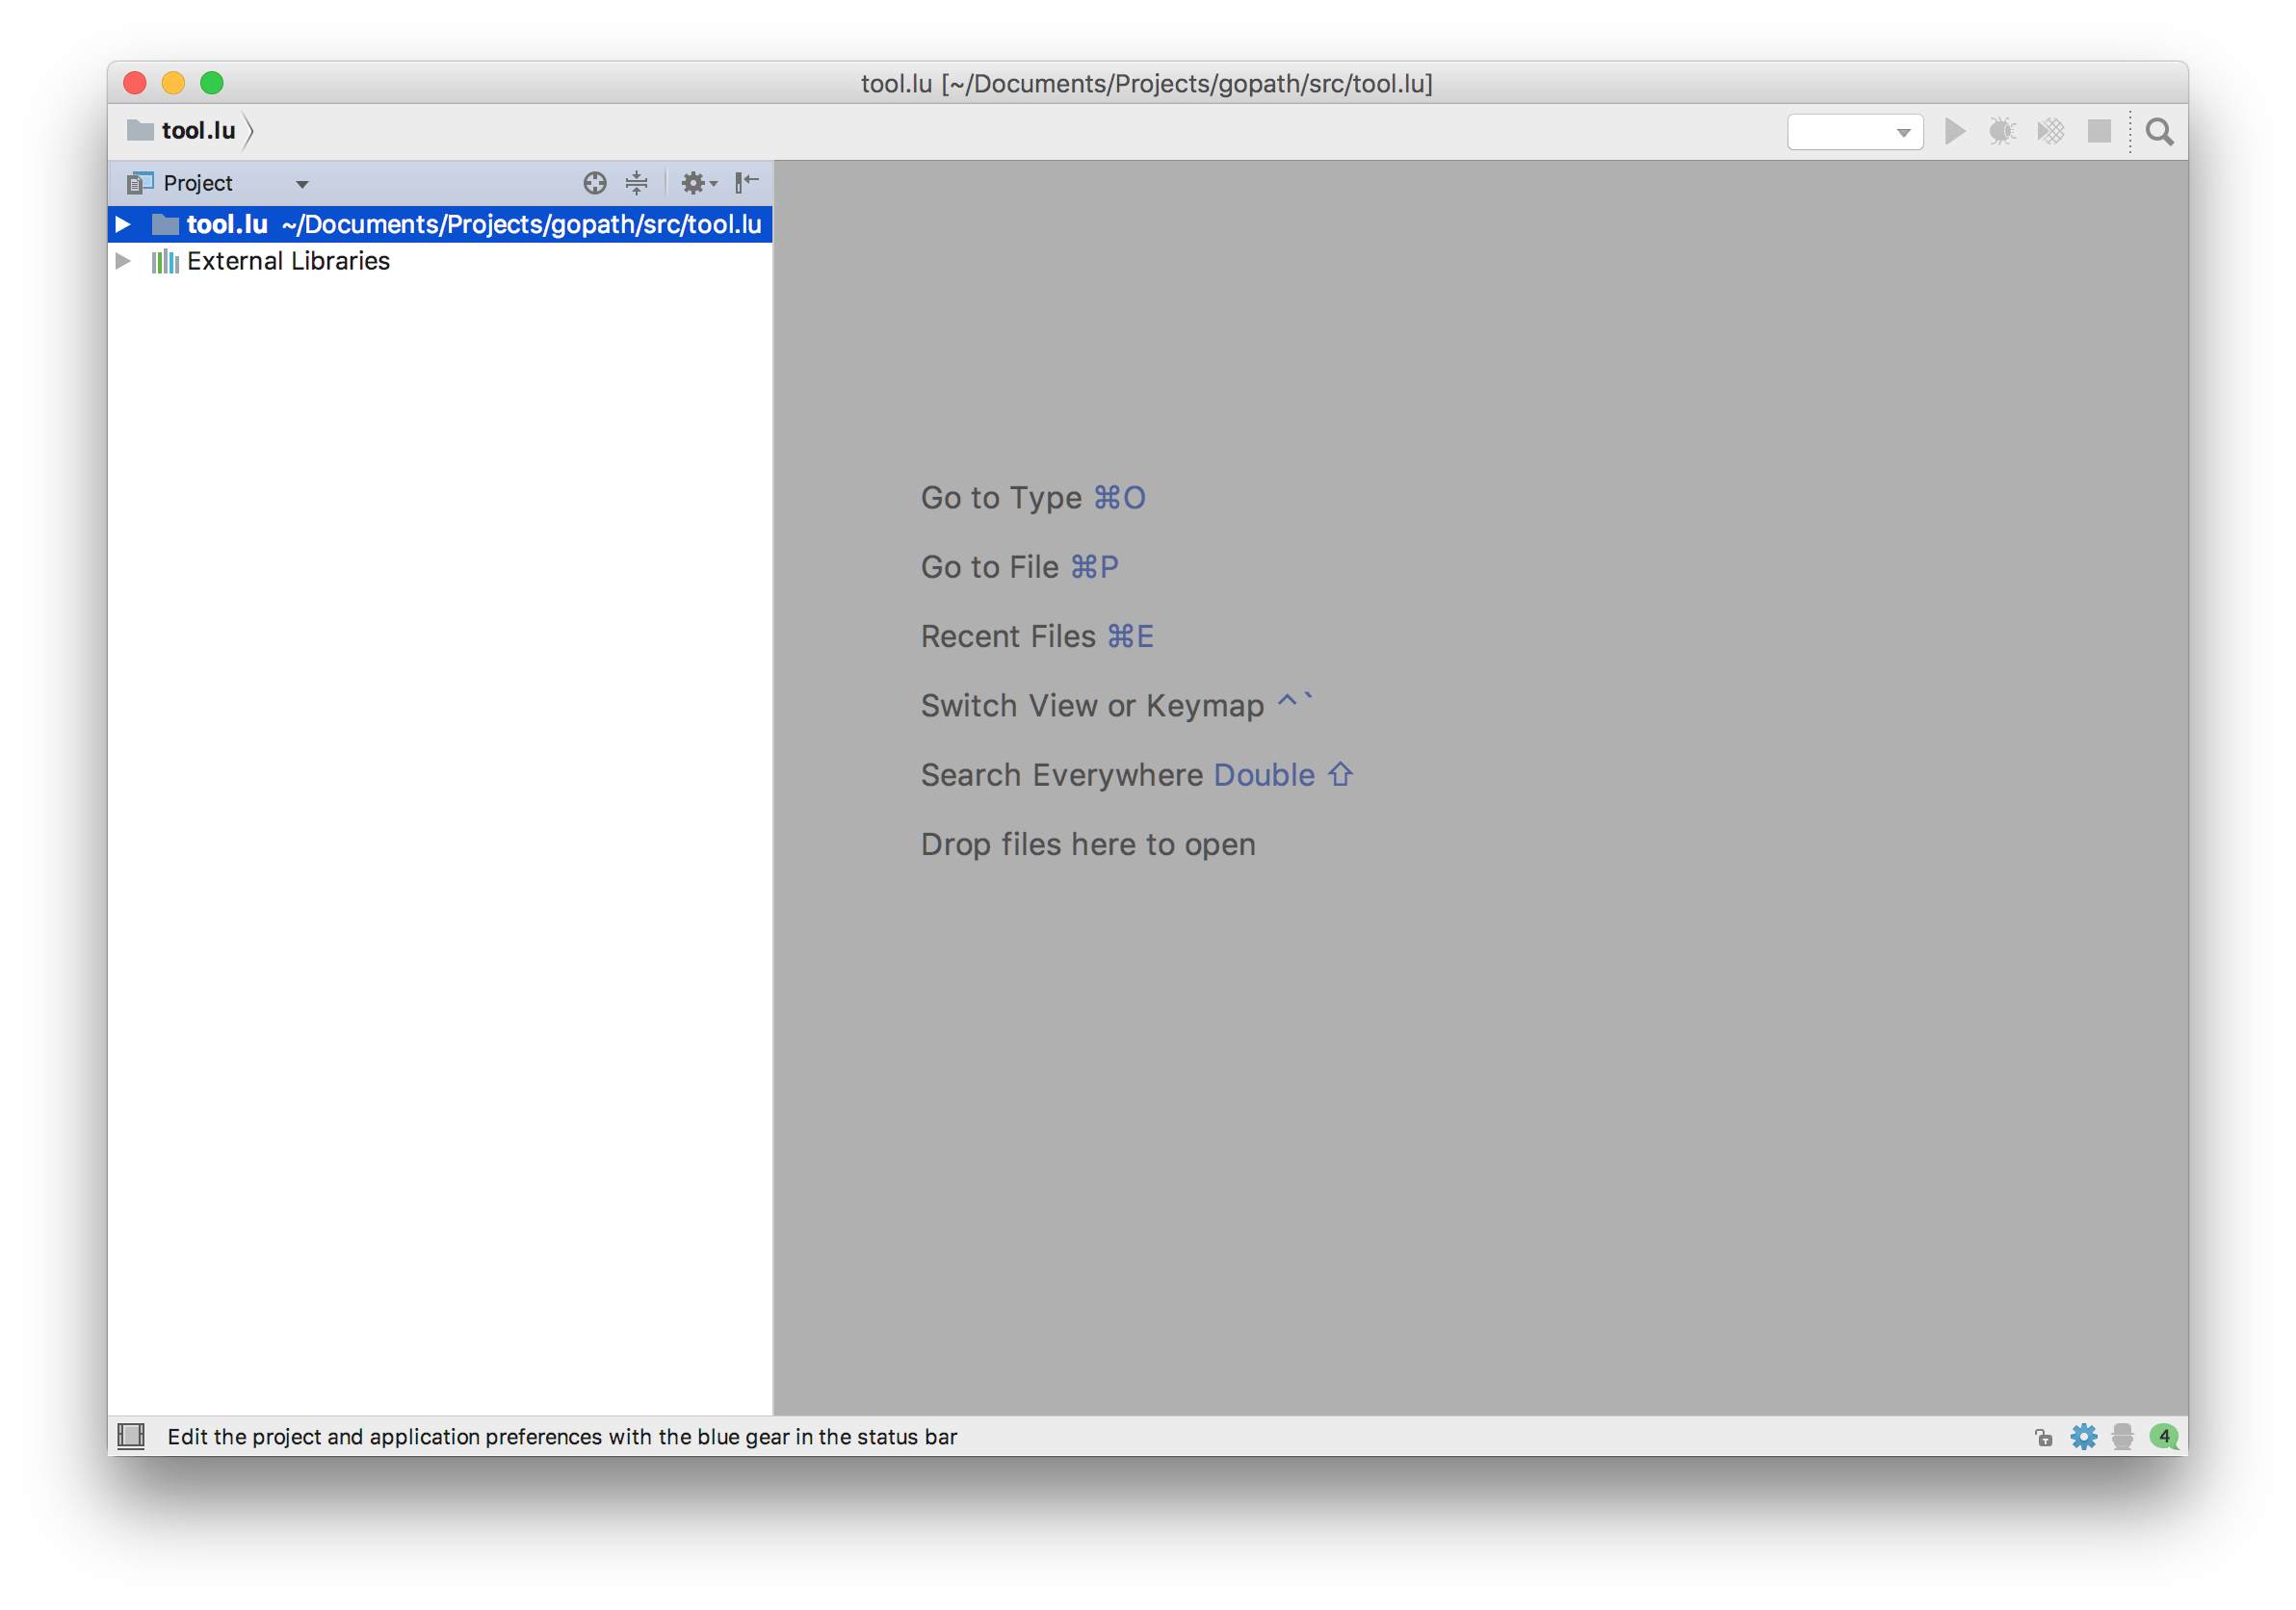 tool.lu [~/Documents/Projects/gopath/src/tool.lu]
tool.lu
Project
tool.lu ~/Documents/Projects/gopath/src/tool.lu
External Libraries
Go to Type ⌘O
Go to File ⌘P
Recent Files ⌘E
Switch View or Keymap ^`
Search Everywhere Double ⇧
Drop files here to open
Edit the project and application preferences with the blue gear in the status bar
4